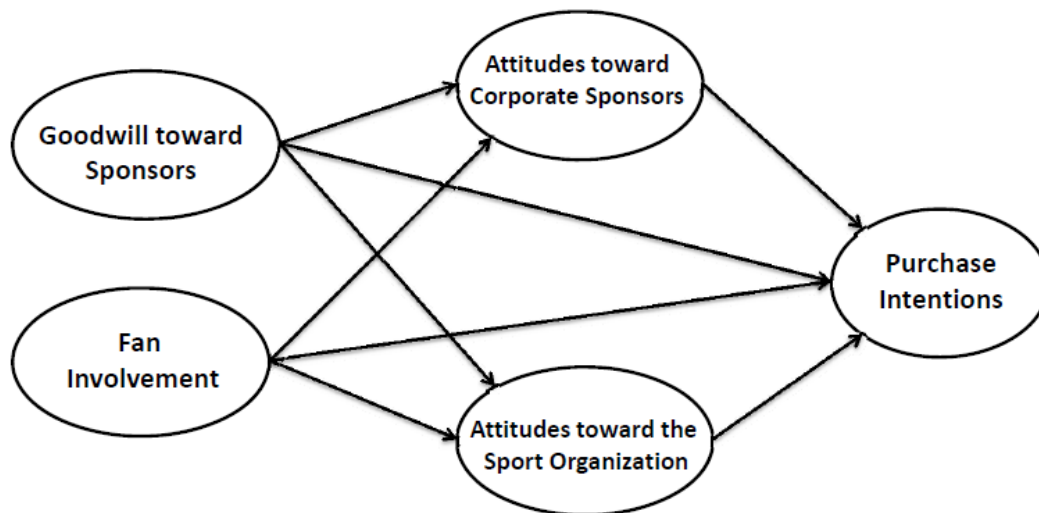 Goodwill toward
Sponsors
Attitudes toward
Corporate Sponsors
Purchase
Intentions
Fan
Involvement
Attitudes toward the
Sport Organization